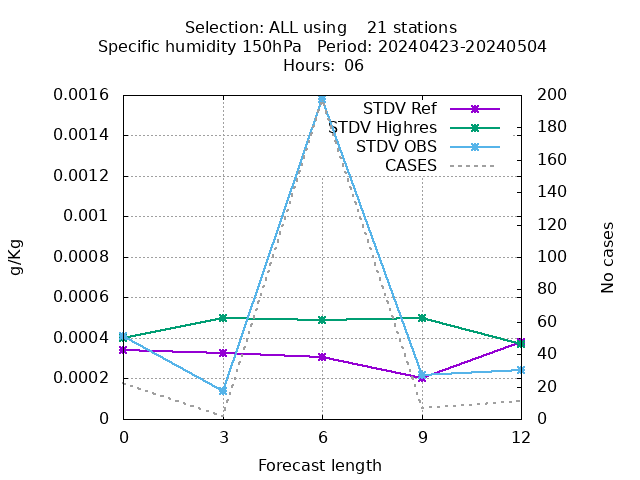 Selection: ALL using    21 stations
Specific humidity 150hPa   Period: 20240423-20240504
Hours:  06
STDV Ref
STDV Highres
STDV OBS
CASES
0.0016
0.0014
0.0012
0.001
0.0008
0.0006
0.0004
0.0002
0
200
180
160
140
120
100
80
60
40
20
0
g/Kg
No cases
0 3 6 9 12
Forecast length